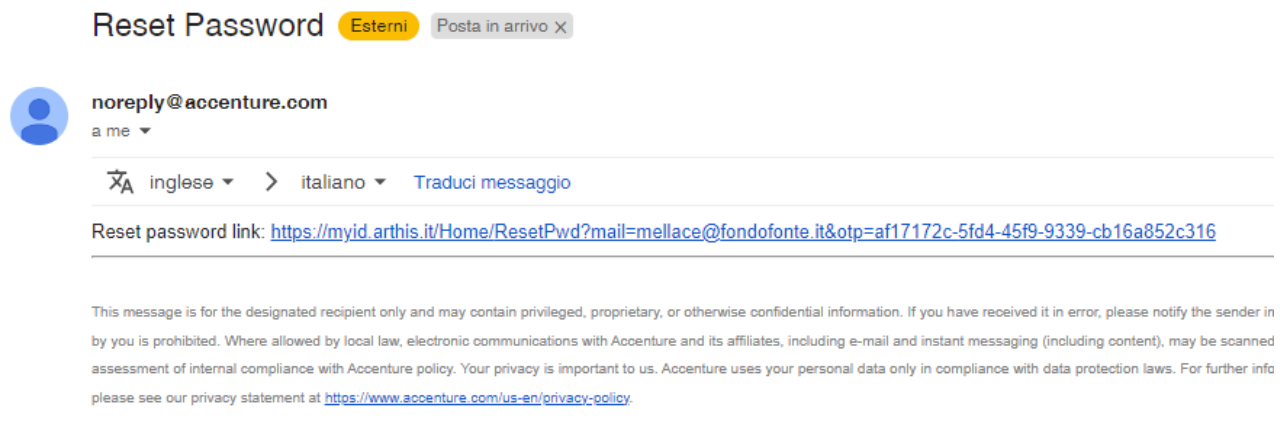 Reset Password Esterni Posta in arrivo ×
noreply@accenture.com
a me
inglese > italiano Traduci messaggio
Reset password link: https://myid.arthis.it/Home/ResetPwd?mail=mellace@fondofonte.it&otp=af17172c-5fd4-45f9-9339-cb16a852c316
This message is for the designated recipient only and may contain privileged, proprietary, or otherwise confidential information. If you have received it in error, please notify the sender in
by you is prohibited. Where allowed by local law, electronic communications with Accenture and its affiliates, including e-mail and instant messaging (including content), may be scanned
assessment of internal compliance with Accenture policy. Your privacy is important to us. Accenture uses your personal data only in compliance with data protection laws. For further info
please see our privacy statement at https://www.accenture.com/us-en/privacy-policy.